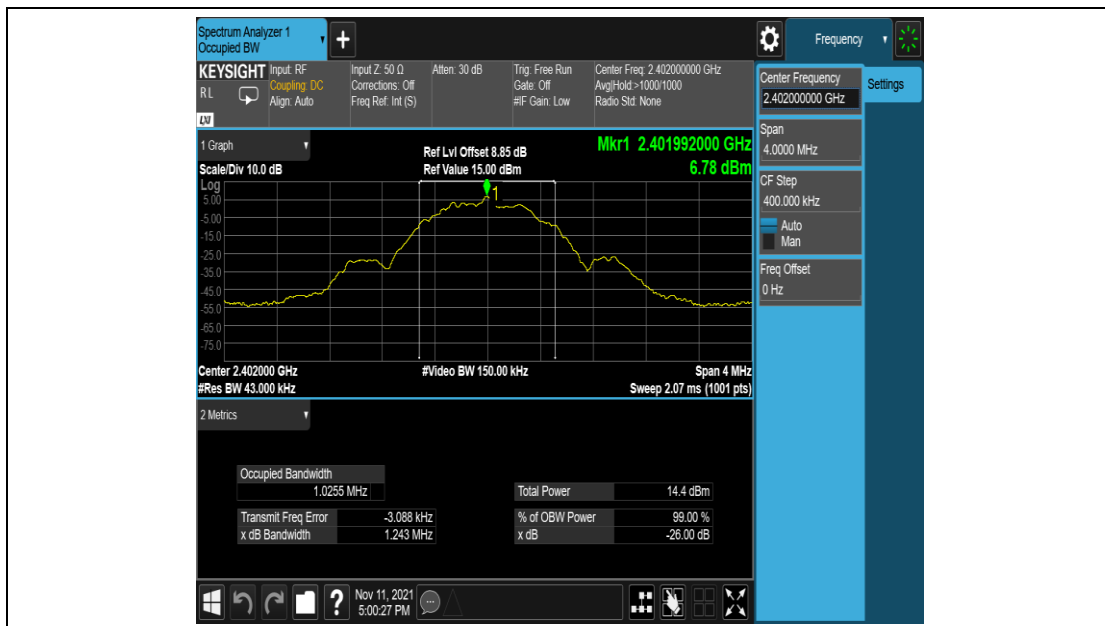 Spectrum Analyzer 1
Occupied BW
+
Frequency
KEYSIGHT
RL
LXI
Input: RF
Coupling: DC
Align: Auto
Input Z: 50 Ω
Corrections: Off
Freq Ref: Int (S)
Atten: 30 dB
Trig: Free Run
Gate: Off
#IF Gain: Low
Center Freq: 2.402000000 GHz
Avg|Hold:>1000/1000
Radio Std: None
Center Frequency
2.402000000 GHz
Settings
Span
4.0000 MHz
CF Step
400.000 kHz
Auto
Man
Freq Offset
0 Hz
1 Graph
Scale/Div 10.0 dB
Ref Lvl Offset 8.85 dB
Ref Value 15.00 dBm
Mkr1 2.401992000 GHz
6.78 dBm
Log
1
5.00
-5.00
-15.0
-25.0
-35.0
-45.0
-55.0
-65.0
-75.0
Center 2.402000 GHz
#Res BW 43.000 kHz
#Video BW 150.00 kHz
Span 4 MHz
Sweep 2.07 ms (1001 pts)
2 Metrics
Occupied Bandwidth
1.0255 MHz
Total Power 14.4 dBm
Transmit Freq Error -3.088 kHz
% of OBW Power 99.00 %
x dB Bandwidth 1.243 MHz
x dB -26.00 dB
?
Nov 11, 2021
5:00:27 PM